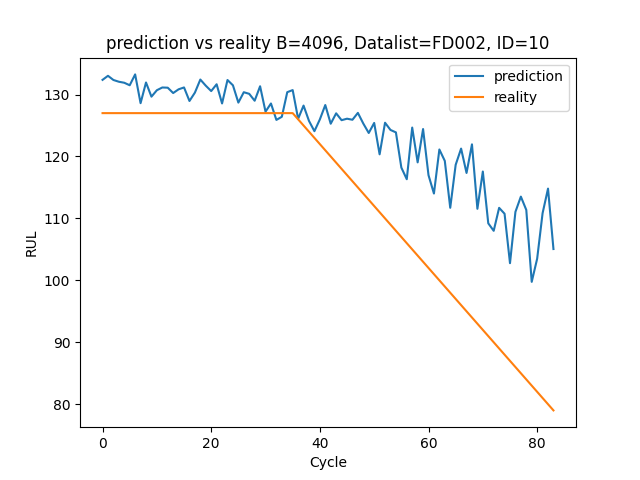 prediction vs reality B=4096, Datalist=FD002, ID=10
prediction
reality
RUL
130
120
110
100
90
80
0 20 40 60 80
Cycle